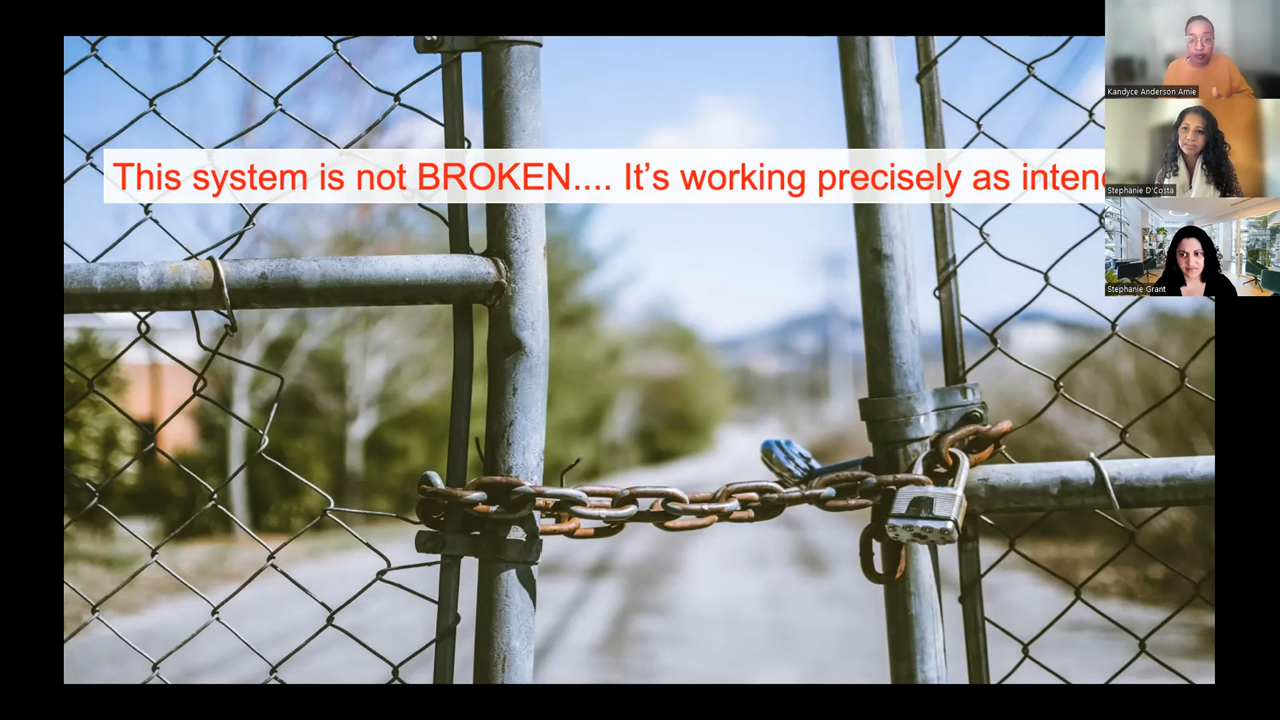 This system is not BROKEN.... It's working precisely as
Kandyce Anderson Amie
Stephanie D'Costa
Stephanie Grant